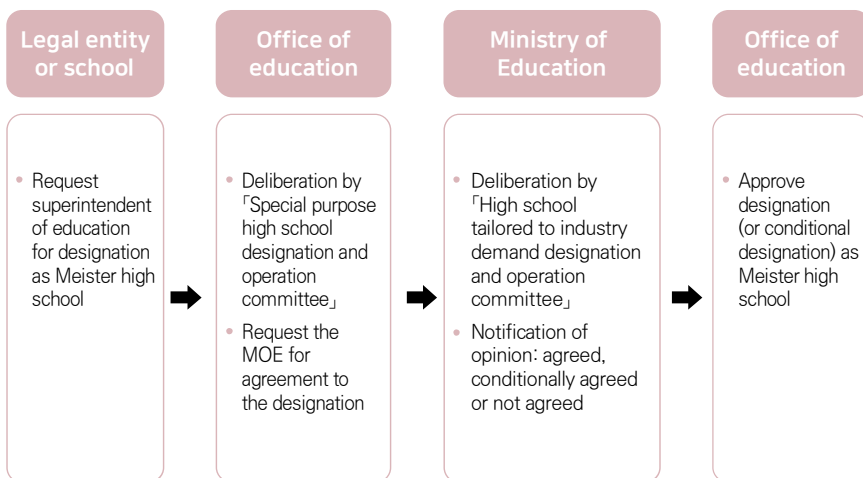 Legal entity
or school
Office of
education
Ministry of
Education
Office of
education
• Request
superintendent
of education
for designation
as Meister high
school
• Deliberation by
「Special purpose
high school
designation and
operation
committee」
• Request the
MOE for
agreement to
the designation
• Deliberation by
「High school
tailored to industry
demand designation
and operation
committee」
• Notification of
opinion: agreed,
conditionally agreed
or not agreed
• Approve
designation
(or conditional
designation) as
Meister high
school